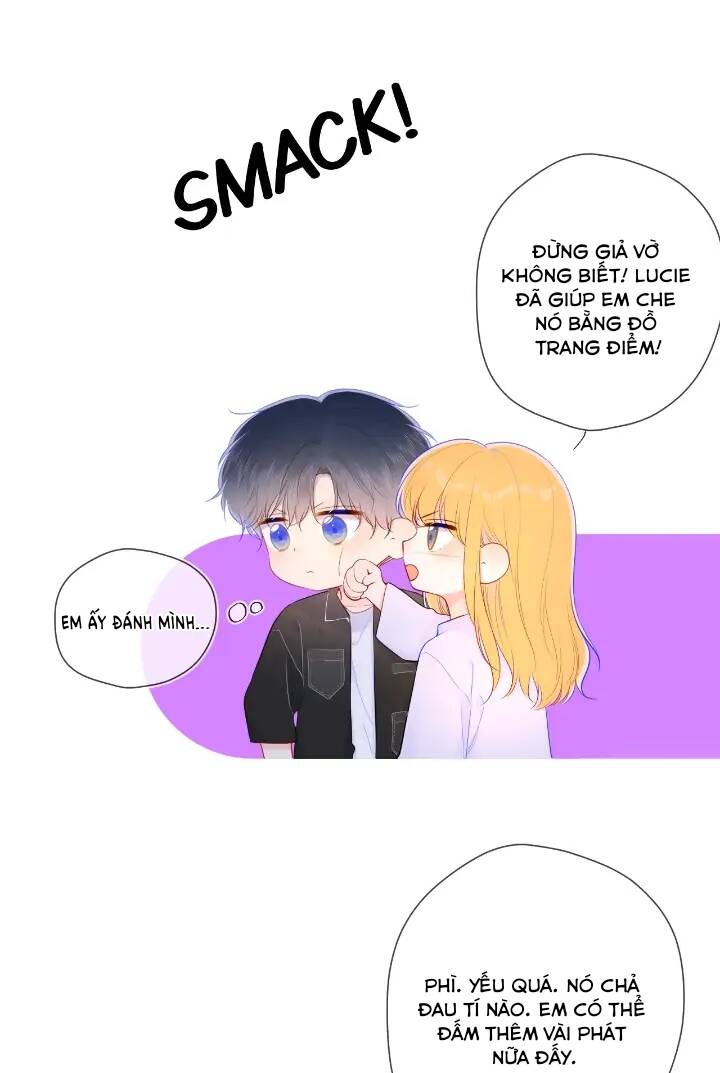 SMACK!
ĐỪNG GIẢ VỜ
KHÔNG BIẾT! LUCIE
ĐÃ GIÚP EM CHE
NÓ BẰNG ĐỒ
TRANG ĐIỂM!
EM ẤY ĐÁNH MÌNH...
PHÌ. YẾU QUÁ. NÓ CHẢ
ĐAU TÍ NÀO. EM CÓ THỂ
ĐẤM THÊM VÀI PHÁT
NỮA ĐẤY.